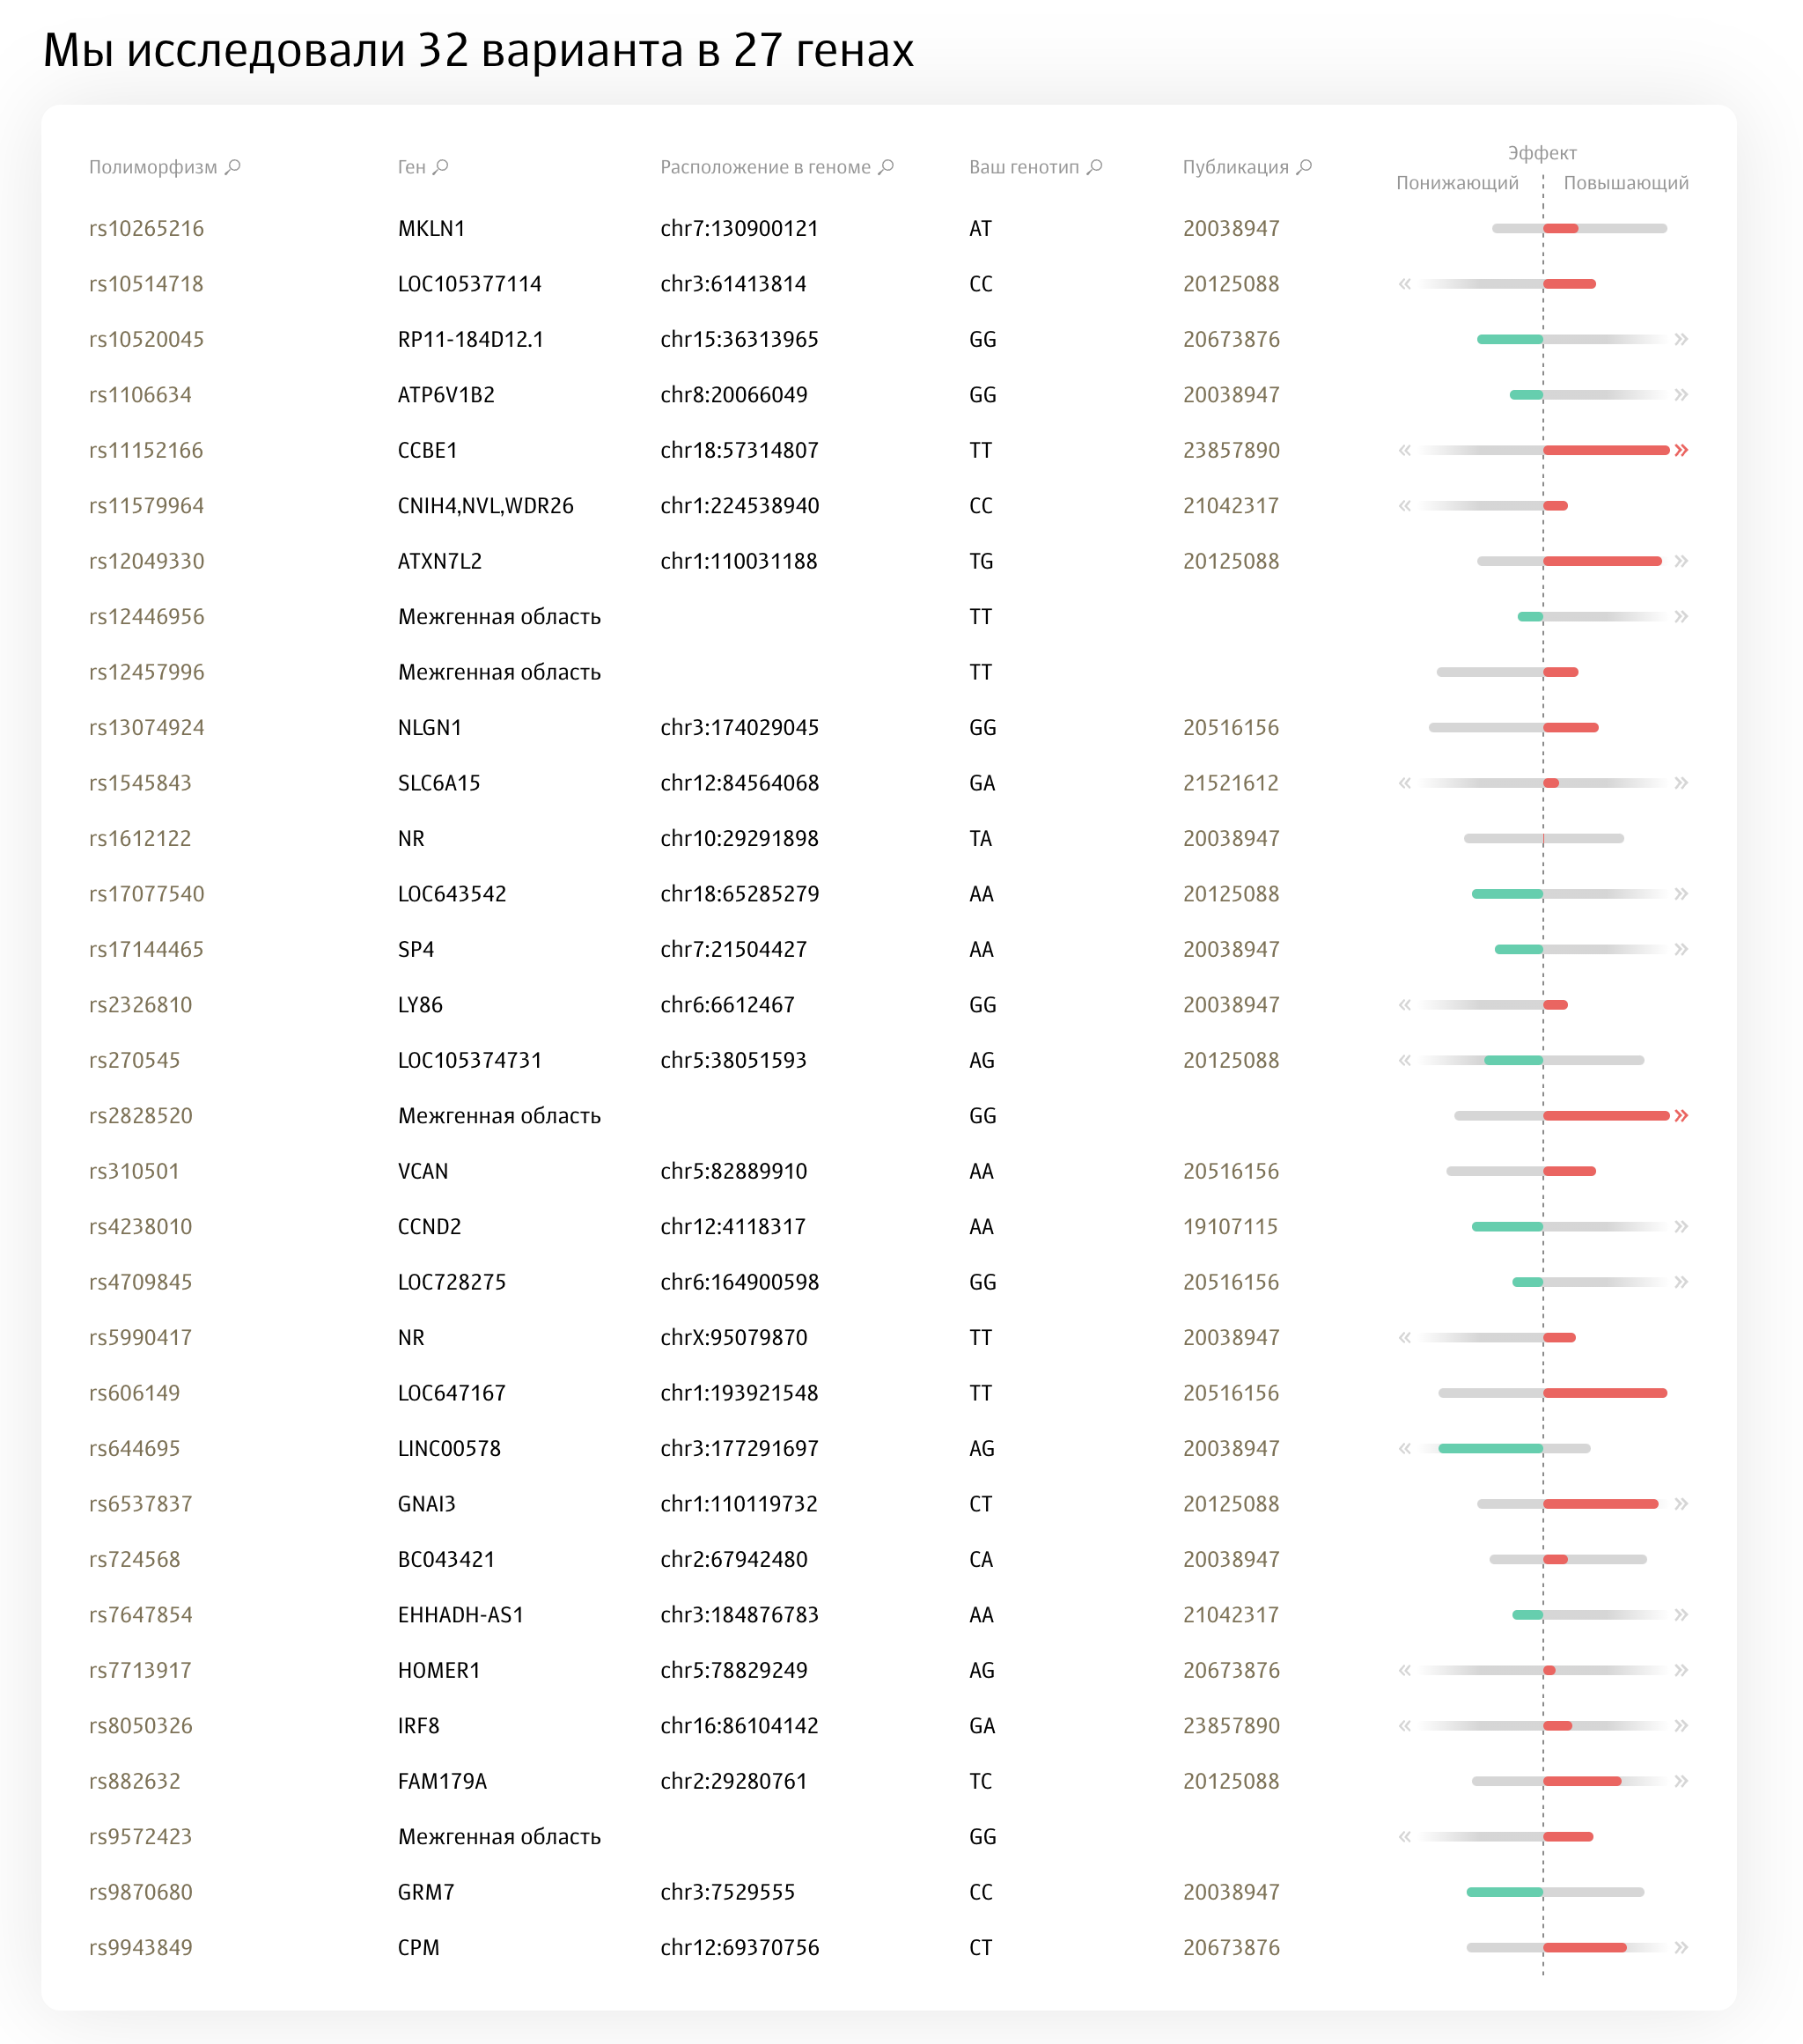 Мы исследовали 32 варианта в 27 генах
Полиморфизм Ген Расположение в геноме Ваш генотип Публикация Эффект
Понижающий Повышающий
rs10265216 MKLN1 chr7:130900121 AT 20038947
rs10514718 LOC105377114 chr3:61413814 CC 20125088
rs10520045 RP11-184D12.1 chr15:36313965 GG 20673876
rs1106634 ATP6V1B2 chr8:20066049 GG 20038947
rs11152166 CCBE1 chr18:57314807 TT 23857890
rs11579964 CNIH4,NVL,WDR26 chr1:224538940 CC 21042317
rs12049330 ATXN7L2 chr1:110031188 TG 20125088
rs12446956 Межгенная область TT
rs12457996 Межгенная область TT
rs13074924 NLGN1 chr3:174029045 GG 20516156
rs1545843 SLC6A15 chr12:84564068 GA 21521612
rs1612122 NR chr10:29291898 TA 20038947
rs17077540 LOC643542 chr18:65285279 AA 20125088
rs17144465 SP4 chr7:21504427 AA 20038947
rs2326810 LY86 chr6:6612467 GG 20038947
rs270545 LOC105374731 chr5:38051593 AG 20125088
rs2828520 Межгенная область GG
rs310501 VCAN chr5:82889910 AA 20516156
rs4238010 CCND2 chr12:4118317 AA 19107115
rs4709845 LOC728275 chr6:164900598 GG 20516156
rs5990417 NR chrX:95079870 TT 20038947
rs606149 LOC647167 chr1:193921548 TT 20516156
rs644695 LINC00578 chr3:177291697 AG 20038947
rs6537837 GNAI3 chr1:110119732 CT 20125088
rs724568 BC043421 chr2:67942480 CA 20038947
rs7647854 EHHADH-AS1 chr3:184876783 AA 21042317
rs7713917 HOMER1 chr5:78829249 AG 20673876
rs8050326 IRF8 chr16:86104142 GA 23857890
rs882632 FAM179A chr2:29280761 TC 20125088
rs9572423 Межгенная область GG
rs9870680 GRM7 chr3:7529555 CC 20038947
rs9943849 CPM chr12:69370756 CT 20673876